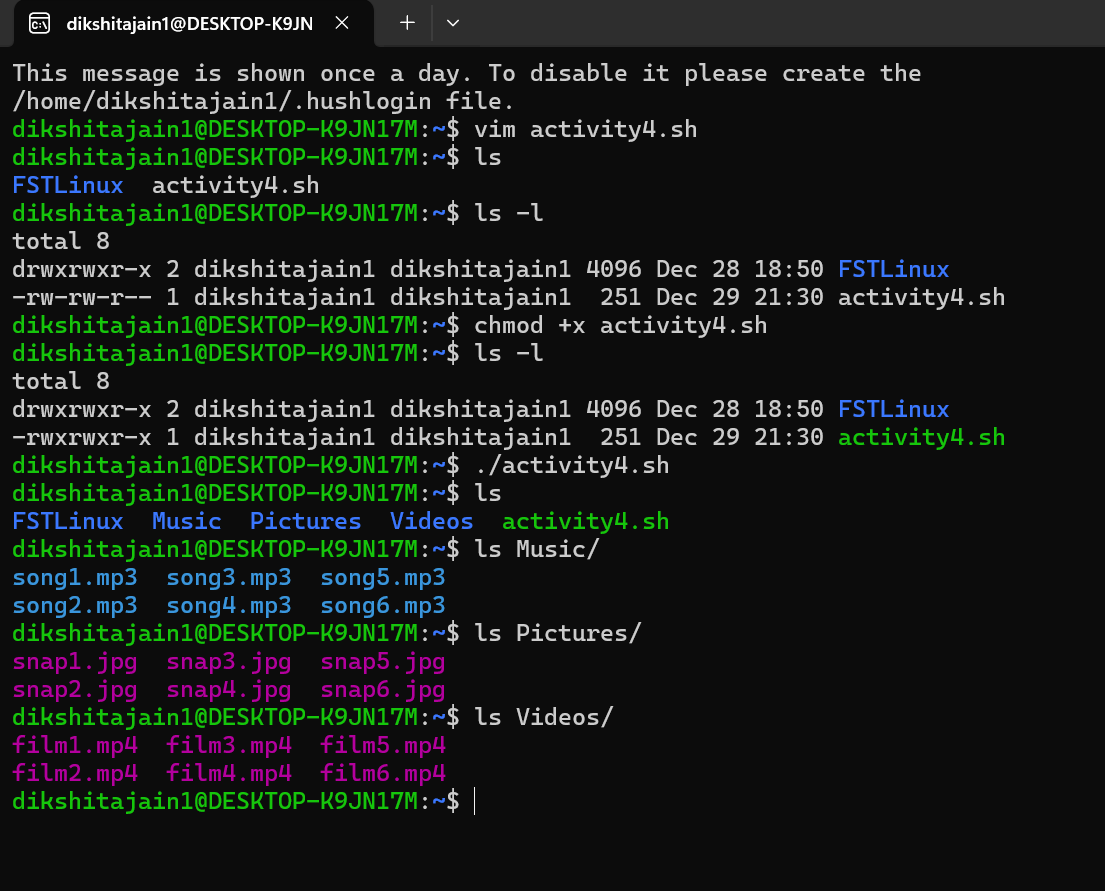 dikshitajain1@DESKTOP-K9JN
This message is shown once a day. To disable it please create the
/home/dikshitajain1/.hushlogin file.
dikshitajain1@DESKTOP-K9JN17M:~$ vim activity4.sh
dikshitajain1@DESKTOP-K9JN17M:~$ ls
FSTLinux  activity4.sh
dikshitajain1@DESKTOP-K9JN17M:~$ ls -l
total 8
drwxrwxr-x 2 dikshitajain1 dikshitajain1 4096 Dec 28 18:50 FSTLinux
-rw-rw-r-- 1 dikshitajain1 dikshitajain1  251 Dec 29 21:30 activity4.sh
dikshitajain1@DESKTOP-K9JN17M:~$ chmod +x activity4.sh
dikshitajain1@DESKTOP-K9JN17M:~$ ls -l
total 8
drwxrwxr-x 2 dikshitajain1 dikshitajain1 4096 Dec 28 18:50 FSTLinux
-rwxrwxr-x 1 dikshitajain1 dikshitajain1  251 Dec 29 21:30 activity4.sh
dikshitajain1@DESKTOP-K9JN17M:~$ ./activity4.sh
dikshitajain1@DESKTOP-K9JN17M:~$ ls
FSTLinux  Music  Pictures  Videos  activity4.sh
dikshitajain1@DESKTOP-K9JN17M:~$ ls Music/
song1.mp3  song3.mp3  song5.mp3
song2.mp3  song4.mp3  song6.mp3
dikshitajain1@DESKTOP-K9JN17M:~$ ls Pictures/
snap1.jpg  snap3.jpg  snap5.jpg
snap2.jpg  snap4.jpg  snap6.jpg
dikshitajain1@DESKTOP-K9JN17M:~$ ls Videos/
film1.mp4  film3.mp4  film5.mp4
film2.mp4  film4.mp4  film6.mp4
dikshitajain1@DESKTOP-K9JN17M:~$